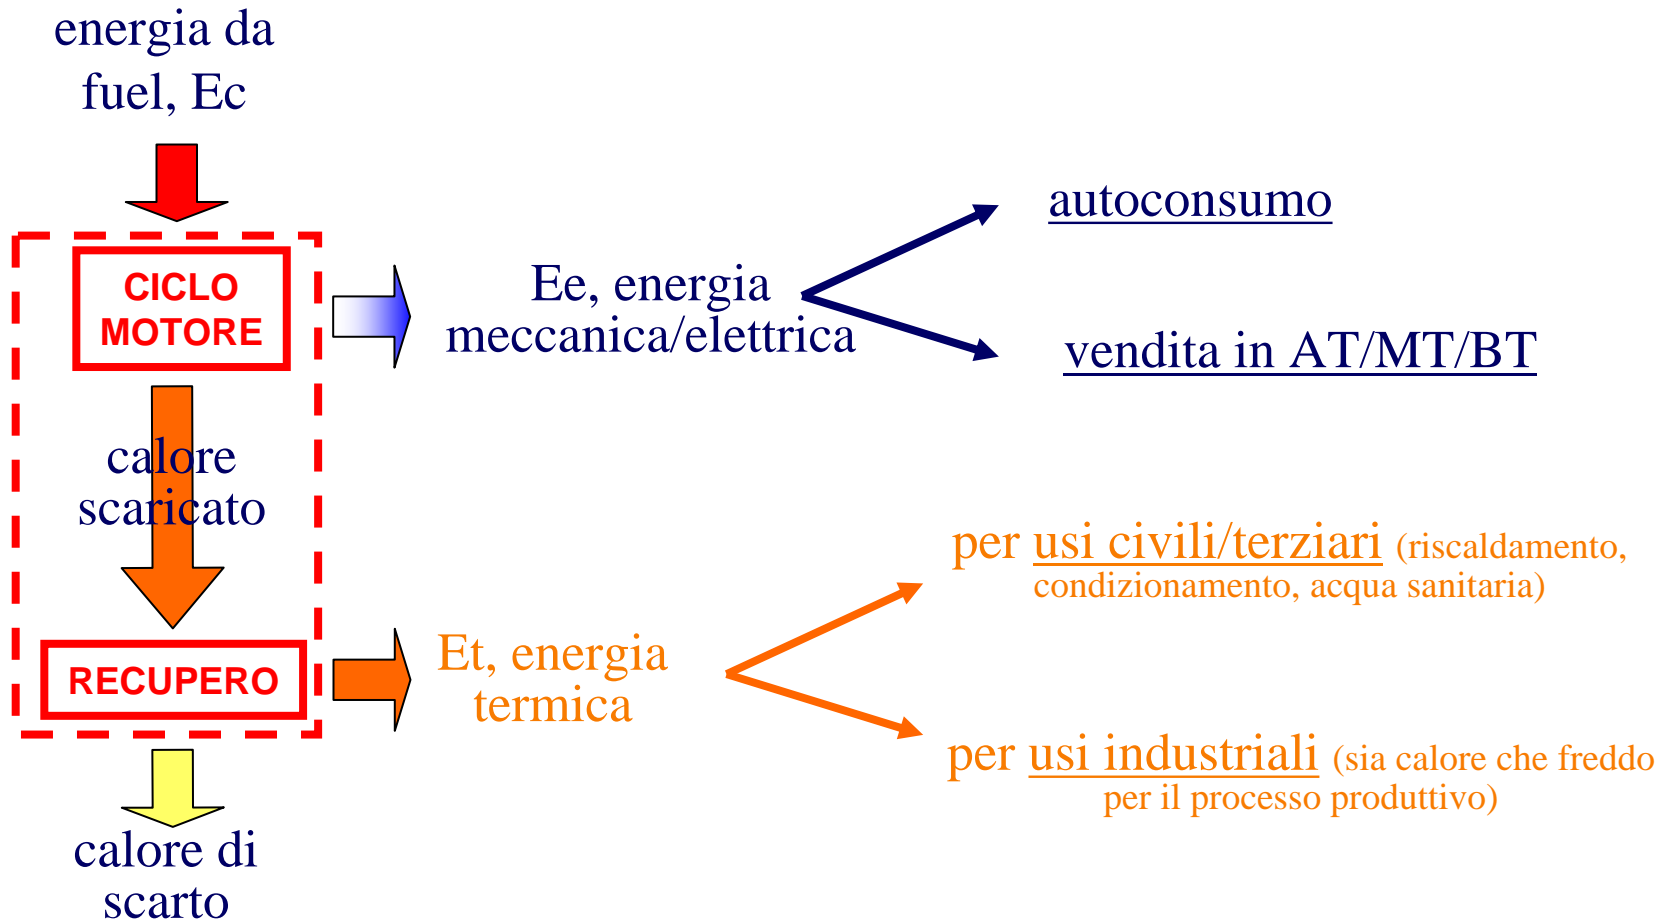 energia da
fuel, Ec
CICLO
MOTORE
Ee, energia
meccanica/elettrica
autoconsumo
vendita in AT/MT/BT
calore
scaricato
RECUPERO
Et, energia
termica
per usi civili/terziari (riscaldamento,
condizionamento, acqua sanitaria)
per usi industriali (sia calore che freddo
per il processo produttivo)
calore di
scarto